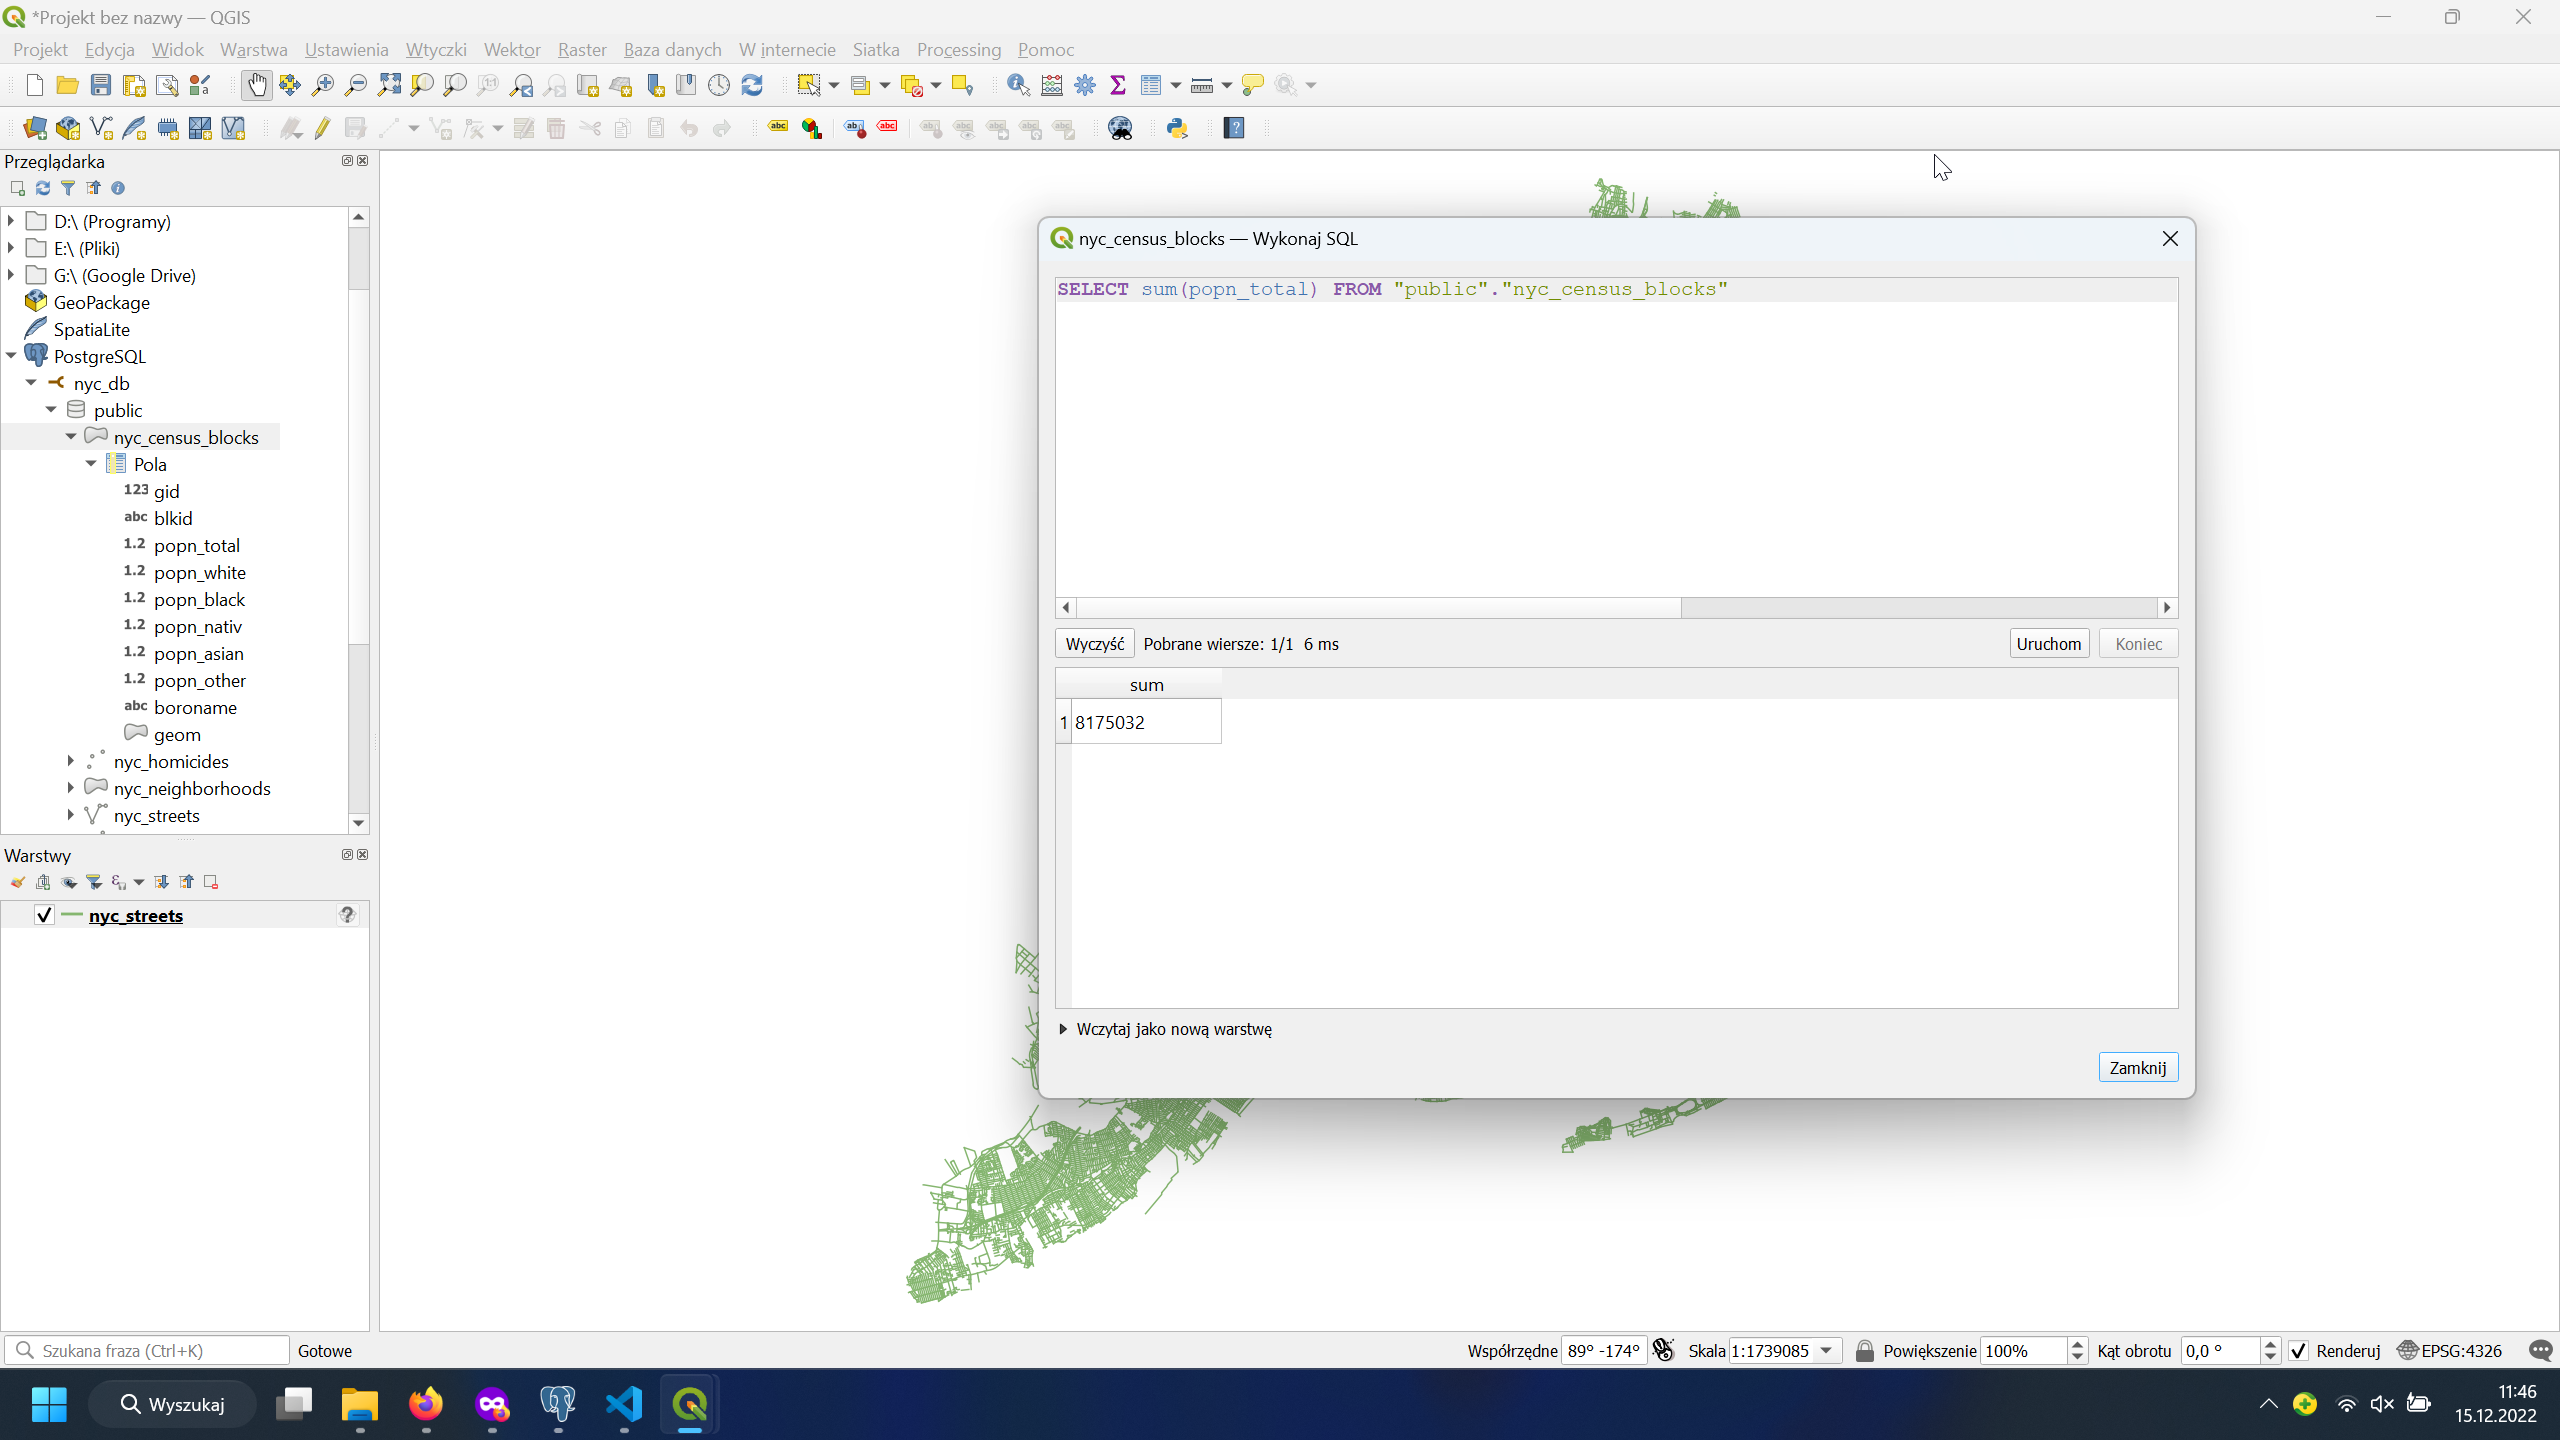 *Projekt bez nazwy — QGIS
Projekt Edycja Widok Warstwa Ustawienia Wtyczki Wektor Raster Baza danych W internecie Siatka Processing Pomoc
Przeglądarka
D:\ (Programy)
E:\ (Pliki)
G:\ (Google Drive)
GeoPackage
SpatiaLite
PostgreSQL
nyc_db
public
nyc_census_blocks
Pola
123 gid
abc blkid
1.2 popn_total
1.2 popn_white
1.2 popn_black
1.2 popn_nativ
1.2 popn_asian
1.2 popn_other
abc boroname
geom
nyc_homicides
nyc_neighborhoods
nyc_streets
Warstwy
nyc_streets
nyc_census_blocks — Wykonaj SQL
SELECT sum(popn_total) FROM "public"."nyc_census_blocks"
Wyczyść Pobrane wiersze: 1/1 6 ms Uruchom Koniec
sum
1 8175032
Wczytaj jako nową warstwę
Zamknij
Szukana fraza (Ctrl+K) Gotowe Współrzędne 89° -174° Skala 1:1739085 Powiększenie 100% Kąt obrotu 0,0 ° Renderuj EPSG:4326
Wyszukaj
11:46
15.12.2022